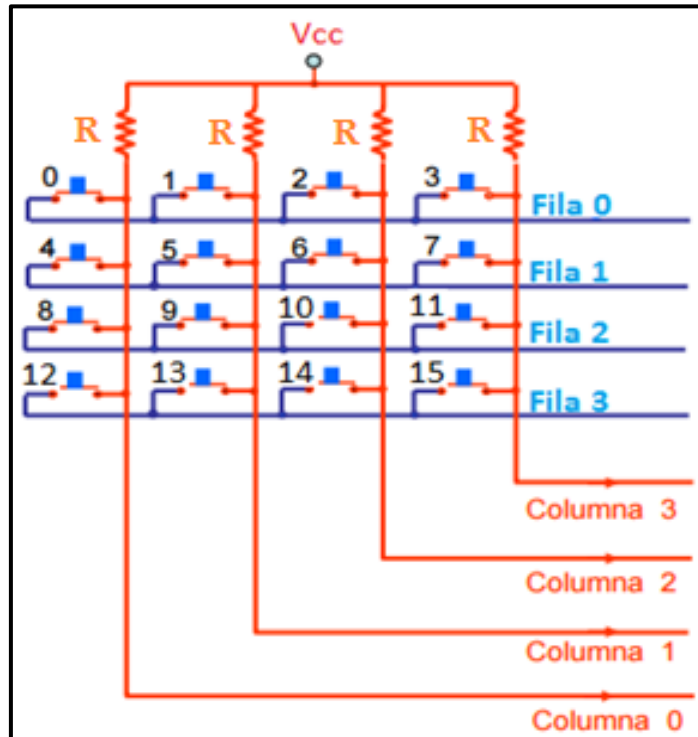 Vcc
R R R R
0 1 2 3
Fila 0
4 5 6 7
Fila 1
8 9 10 11
Fila 2
12 13 14 15
Fila 3
Columna 3
Columna 2
Columna 1
Columna 0